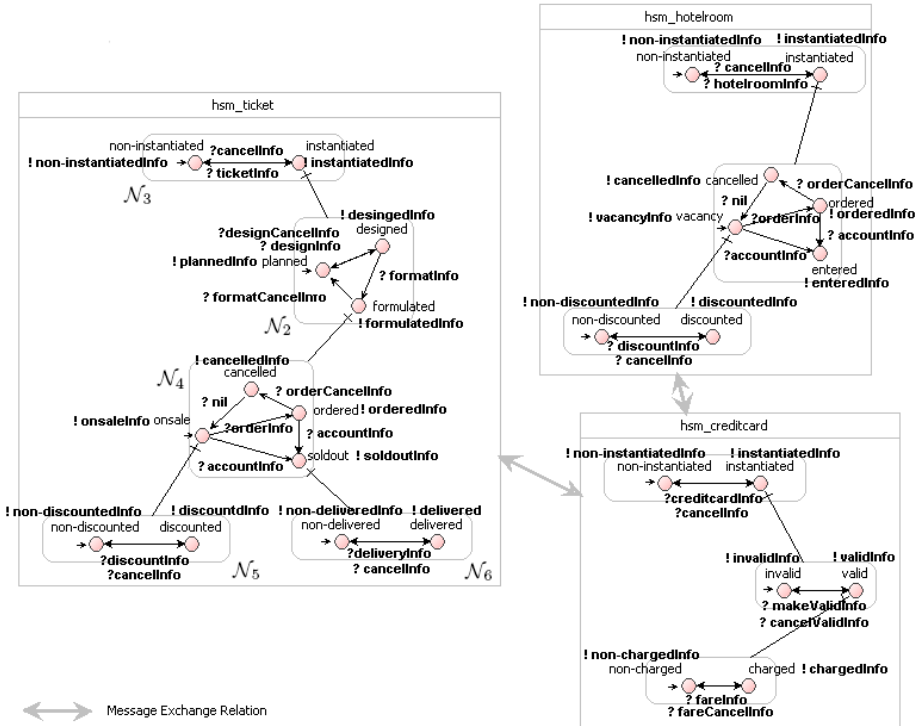 hsm_ticket
non-instantiated
instantiated
?cancelInfo
! non-instantiatedInfo
! instantiatedInfo
? ticketInfo
N3
! desingedInfo
?designCancelInfo
designed
? designInfo
! plannedInfo planned
? formatInfo
? formatCancelInfo
formulated
N2
! formulatedInfo
! cancelledInfo
N4
cancelled
? orderCancelInfo
? nil
ordered ! orderedInfo
! onsaleInfo onsale
?orderInfo
? accountInfo
? accountInfo
soldout ! soldoutInfo
! non-discountedInfo
! discountdInfo
! non-deliveredInfo
! delivered
non-discounted
discounted
non-delivered
delivered
?discountInfo
?cancelInfo
N5
?deliveryInfo
? cancelInfo
N6
hsm_hotelroom
! non-instantiatedInfo
! instantiatedInfo
non-instantiated
instantiated
? cancelInfo
? hotelroomInfo
! cancelledInfo cancelled
? orderCancelInfo
? nil
ordered
! vacancyInfo vacancy
?orderInfo
! orderedInfo
? accountInfo
?accountInfo
entered
! enteredInfo
! non-discountedInfo
! discountedInfo
non-discounted
discounted
? discountInfo
? cancelInfo
hsm_creditcard
! non-instantiatedInfo
! instantiatedInfo
non-instantiated
instantiated
?creditcardInfo
?cancelInfo
! invalidInfo
! validInfo
invalid
valid
? makeValidInfo
? cancelValidInfo
! non-chargedInfo
non-charged
charged ! chargedInfo
? fareInfo
? fareCancelInfo
Message Exchange Relation